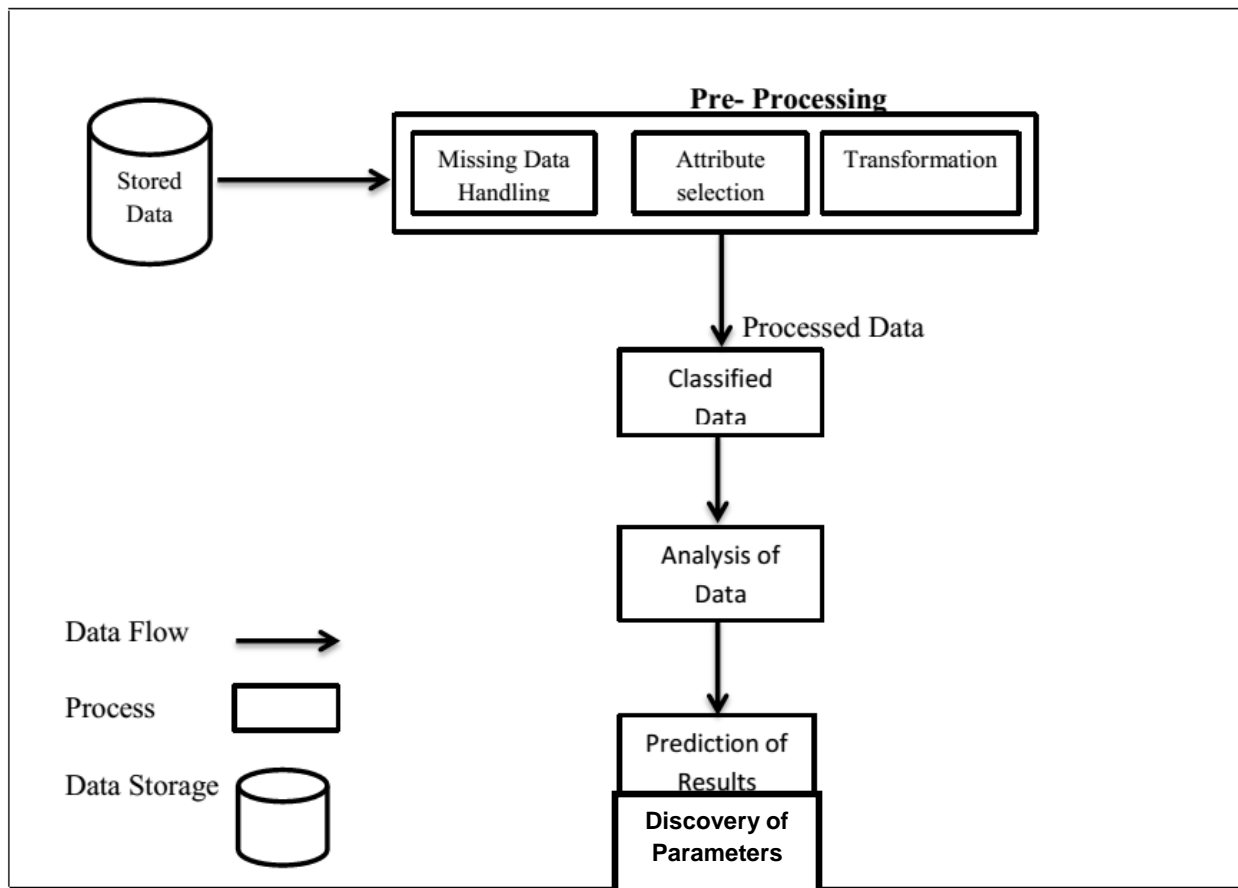 Pre- Processing
Stored
Data
Missing Data
Handling
Attribute
selection
Transformation
Processed Data
Classified
Data
Analysis of
Data
Data Flow
Process
Data Storage
Prediction of
Results
Discovery of
Parameters